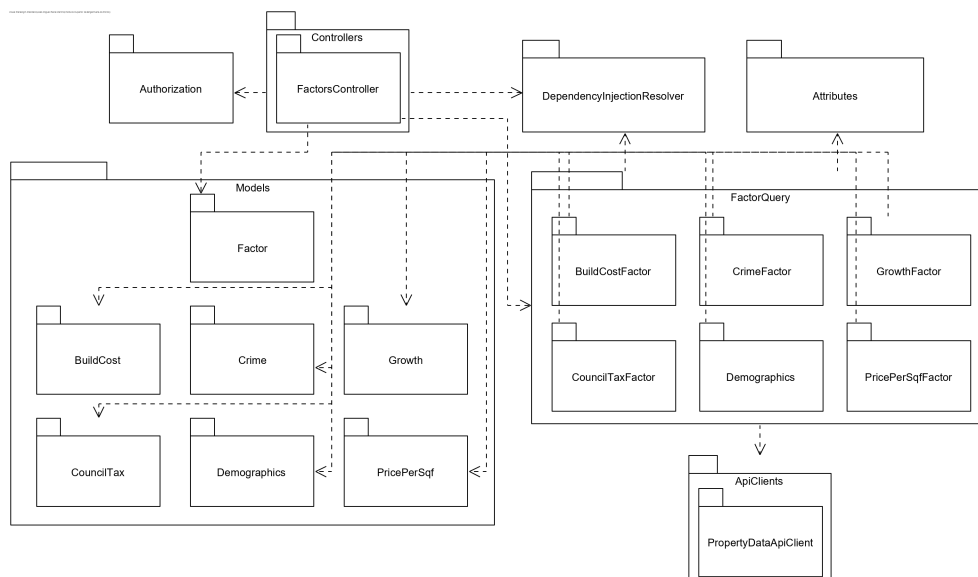 Controllers
Authorization
FactorsController
DependencyInjectionResolver
Attributes
Models
Factor
FactorQuery
BuildCostFactor
CrimeFactor
GrowthFactor
BuildCost
Crime
Growth
CouncilTaxFactor
Demographics
PricePerSqfFactor
CouncilTax
Demographics
PricePerSqf
ApiClients
PropertyDataApiClient